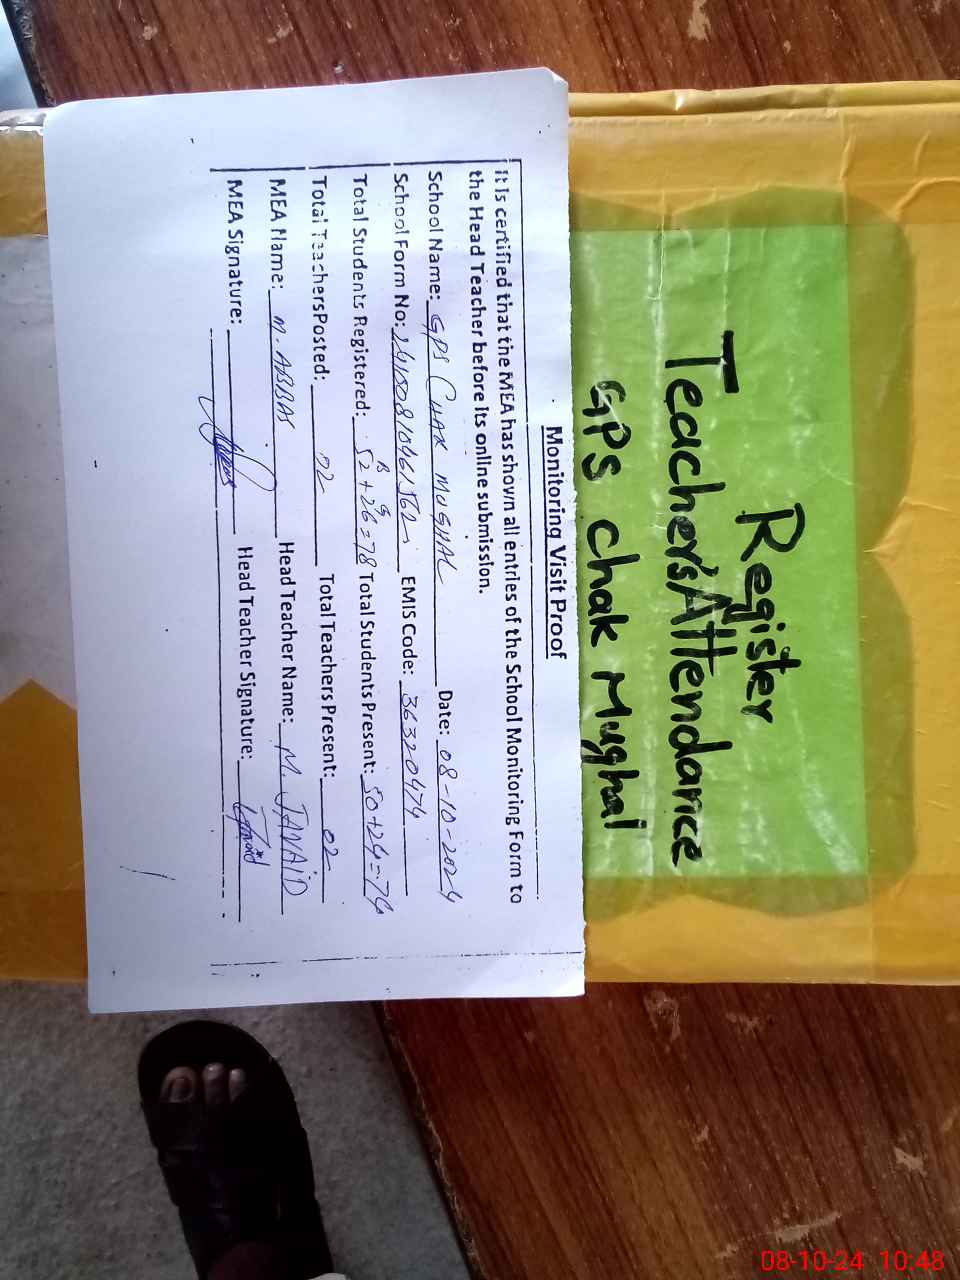 Register
Teacher's Attendance
GPS Chak Mughal
Monitoring Visit Proof
It is certified that the MEA has shown all entries of the School Monitoring Form to
the Head Teacher before its online submission.
School Name: GPS CHAK MUGHAL Date: 08-10-2024
School Form No: EMIS Code: 36320474
B G
Total Students Registered: 52+26=78 Total Students Present: 50+24=74
Total TeachersPosted: 02 Total Teachers Present: 02
MEA Name: M. ABBAS Head Teacher Name: M. JAVAID
MEA Signature: Head Teacher Signature:
08-10-24 10:48